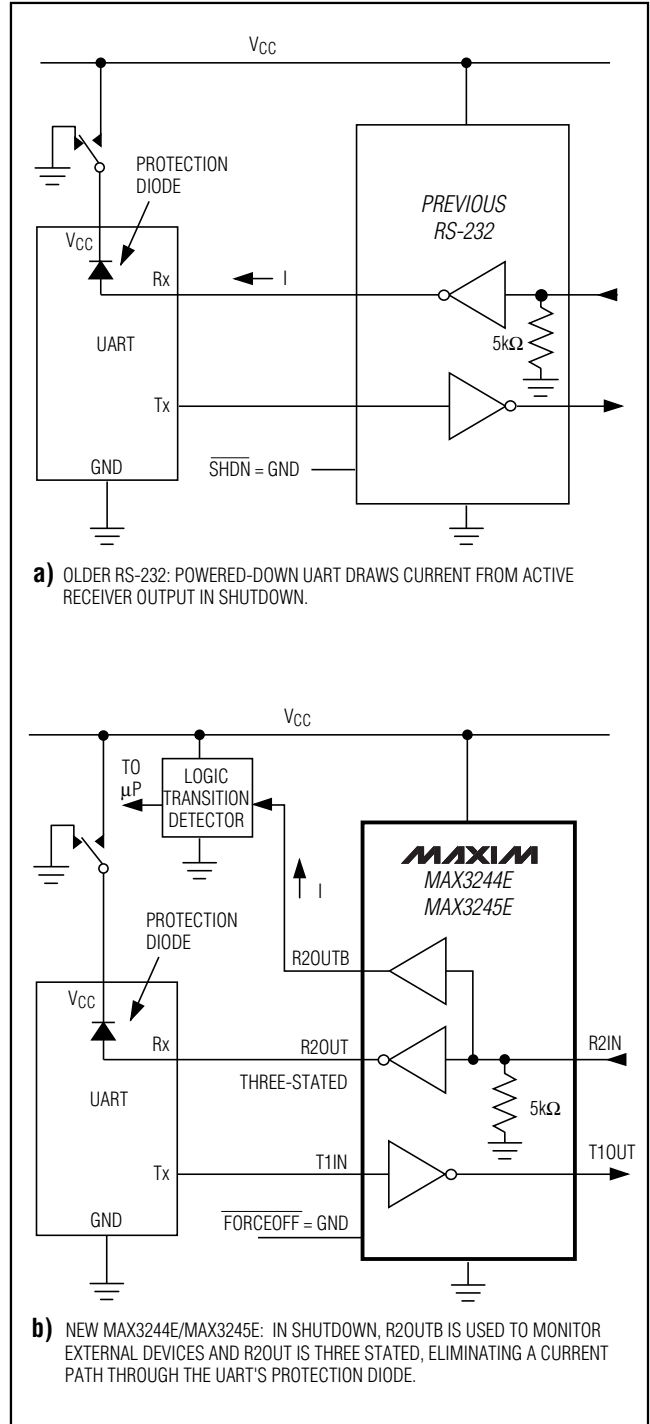 VCC
PROTECTION
DIODE
PREVIOUS
RS-232
VCC
Rx
I
UART
5kΩ
Tx
GND
SHDN = GND
a) OLDER RS-232: POWERED-DOWN UART DRAWS CURRENT FROM ACTIVE
RECEIVER OUTPUT IN SHUTDOWN.
VCC
TO
µP
LOGIC
TRANSITION
DETECTOR
MAXIM
MAX3244E
MAX3245E
I
PROTECTION
DIODE
R2OUTB
VCC
Rx
R2OUT
R2IN
THREE-STATED
UART
5kΩ
Tx
T1IN
T1OUT
GND
FORCEOFF = GND
b) NEW MAX3244E/MAX3245E: IN SHUTDOWN, R2OUTB IS USED TO MONITOR
EXTERNAL DEVICES AND R2OUT IS THREE STATED, ELIMINATING A CURRENT
PATH THROUGH THE UART'S PROTECTION DIODE.